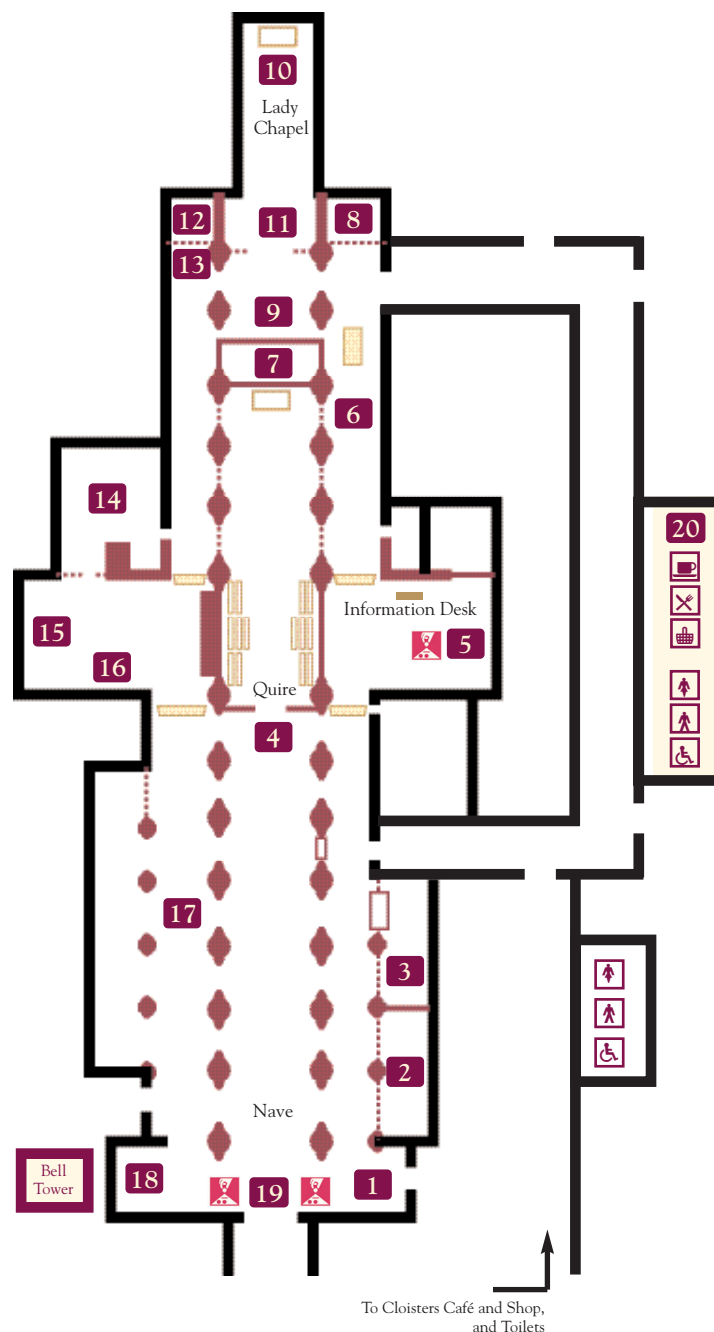 10
Lady
Chapel
12
11
8
13
9
7
6
14
20
Information Desk
15
5
16
Quire
4
17
3
2
Nave
Bell
Tower
18
19
1
To Cloisters Café and Shop,
and Toilets